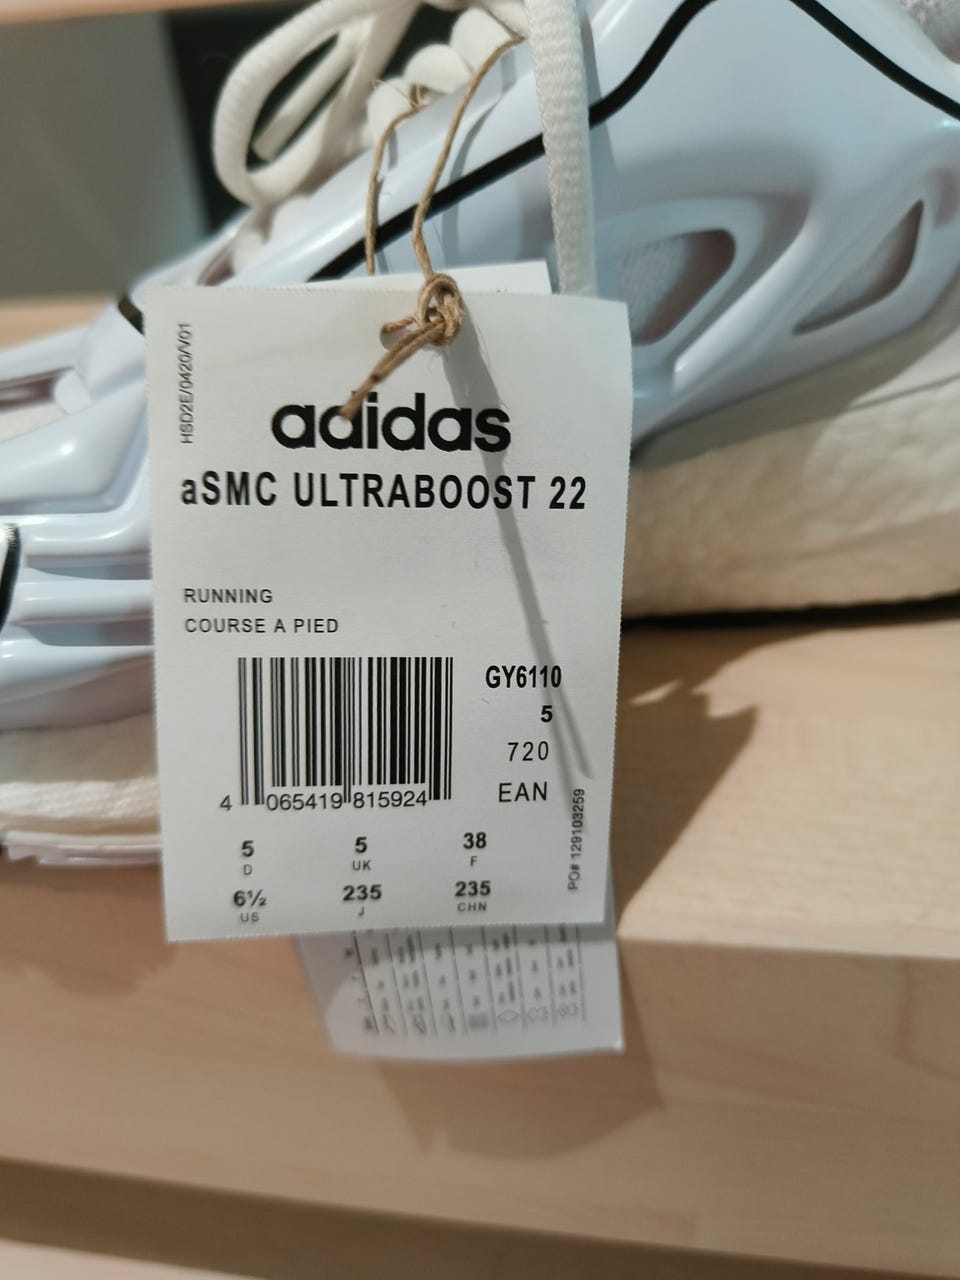 HSD2E/0420/V01
adidas
aSMC ULTRABOOST 22
RUNNING
COURSE A PIED
GY6110
5
720
EAN
4 065419 815924
PO# 129103259
5 5 38
D UK F
6½ 235 235
US J CHN